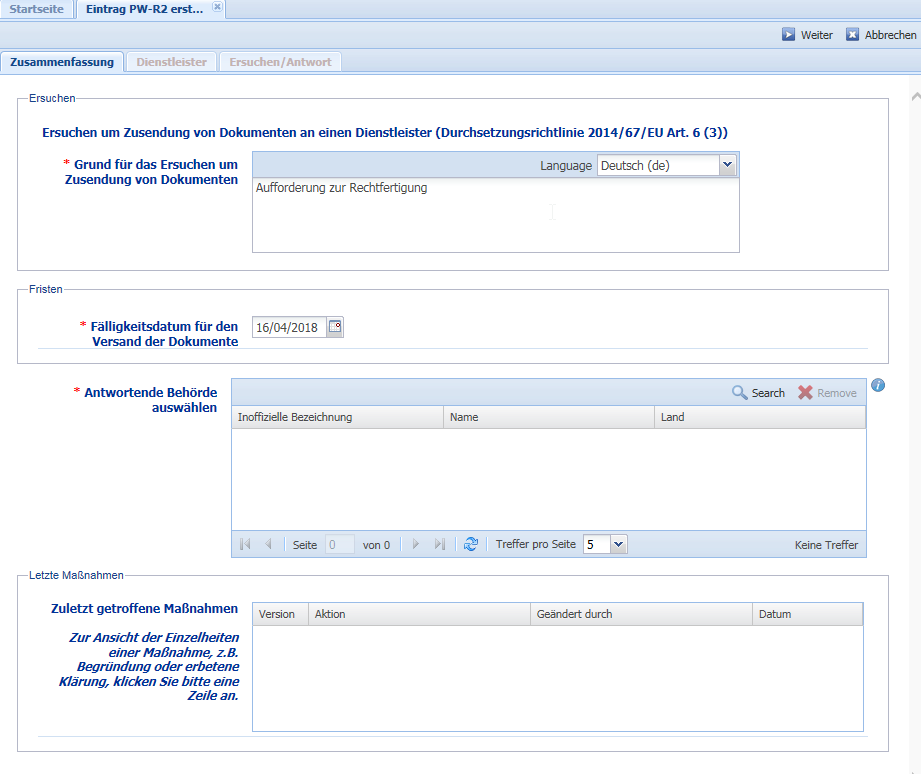 Startseite
Eintrag PW-R2 erst...
Weiter
Abbrechen
Zusammenfassung
Dienstleister
Ersuchen/Antwort
Ersuchen
Ersuchen um Zusendung von Dokumenten an einen Dienstleister (Durchsetzungsrichtlinie 2014/67/EU Art. 6 (3))
* Grund für das Ersuchen um
Zusendung von Dokumenten
Language
Deutsch (de)
Aufforderung zur Rechtfertigung
Fristen
* Fälligkeitsdatum für den
Versand der Dokumente
16/04/2018
* Antwortende Behörde
auswählen
Search
Remove
Inoffizielle Bezeichnung
Name
Land
Seite
0
von 0
Treffer pro Seite
5
Keine Treffer
Letzte Maßnahmen
Zuletzt getroffene Maßnahmen
Zur Ansicht der Einzelheiten
einer Maßnahme, z.B.
Begründung oder erbetene
Klärung, klicken Sie bitte eine
Zeile an.
Version
Aktion
Geändert durch
Datum